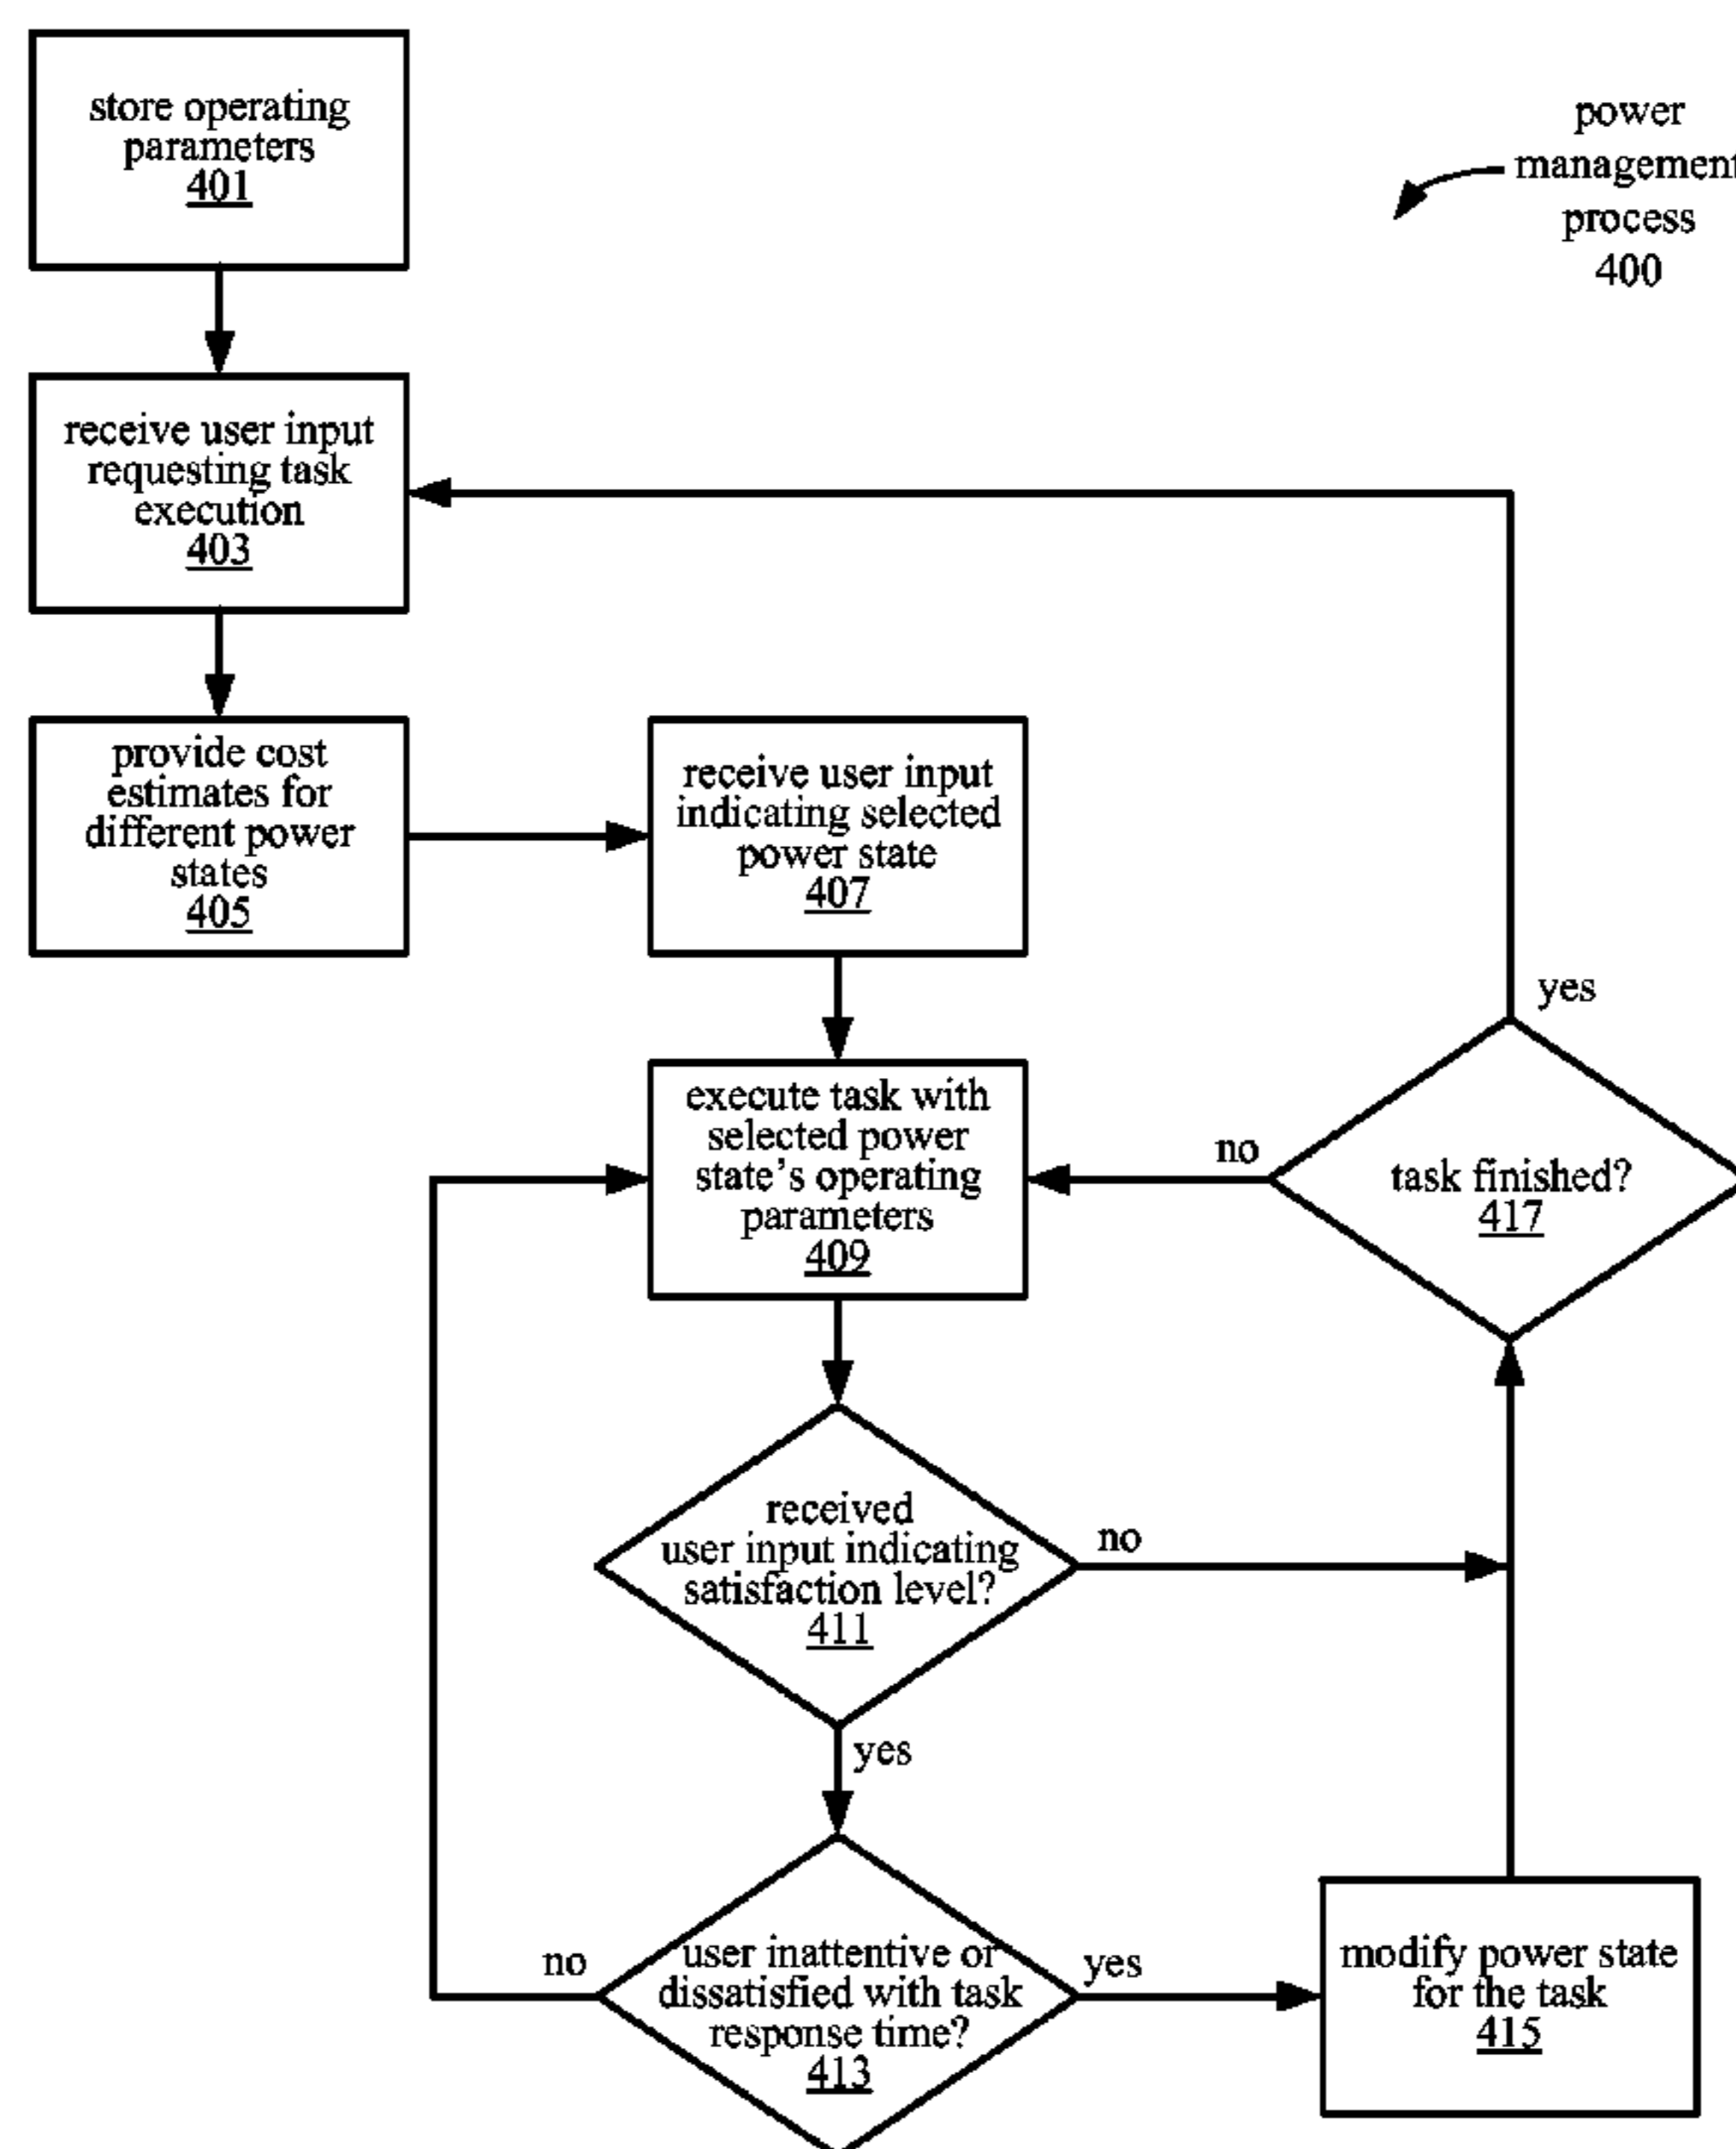 store operating
parameters
401
power
management
process
400
receive user input
requesting task
execution
403
provide cost
estimates for
different power
states
405
receive user input
indicating selected
power state
407
yes
execute task with
selected power
state's operating
parameters
409
no
task finished?
417
received
user input indicating
satisfaction level?
411
no
yes
no
user inattentive or
dissatisfied with task
response time?
413
yes
modify power state
for the task
415